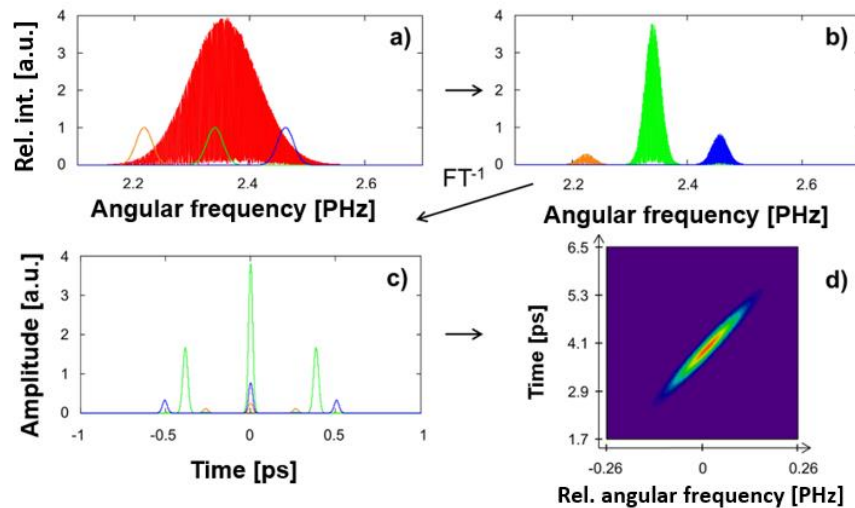 a)
Rel. int. [a.u.]
4
3
2
1
0
2.2 2.4 2.6
Angular frequency [PHz]
b)
4
3
2
1
0
2.2 2.4 2.6
Angular frequency [PHz]
FT-1
c)
Amplitude [a.u.]
4
3
2
1
0
-1 -0.5 0 0.5 1
Time [ps]
d)
Time [ps]
6.5
5.3
4.1
2.9
1.7
-0.26 0 0.26
Rel. angular frequency [PHz]